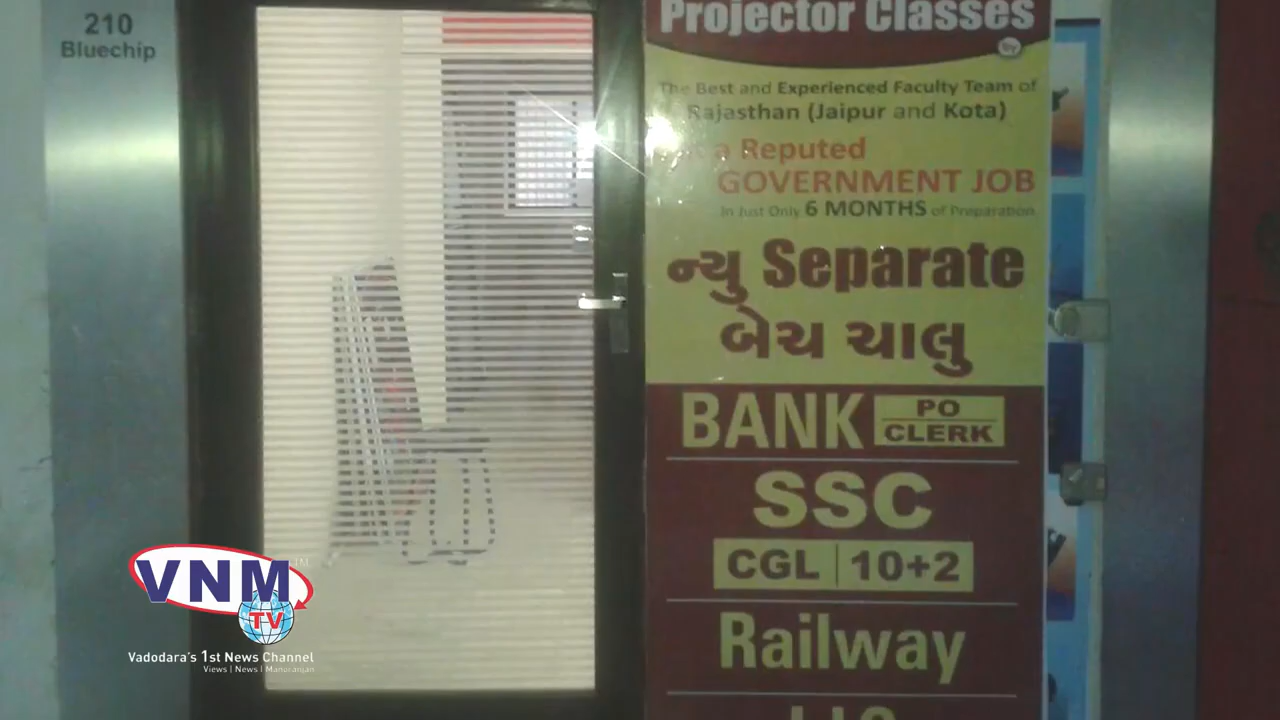 210
Bluechip
Projector Classes
By
The Best and Experienced Faculty Team of
Rajasthan (Jaipur and Kota)
a Reputed
GOVERNMENT JOB
In Just Only 6 MONTHS of Preparation
ન્યુ Separate
બેચ ચાલુ
BANK PO
CLERK
SSC
CGL 10+2
Railway
VNM TM
TV
Vadodara's 1st News Channel
Views | News | Manoranjan